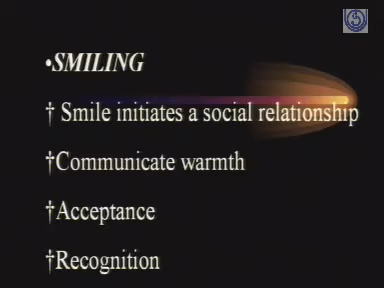 •SMILING
† Smile initiates a social relationship
†Communicate warmth
†Acceptance
†Recognition